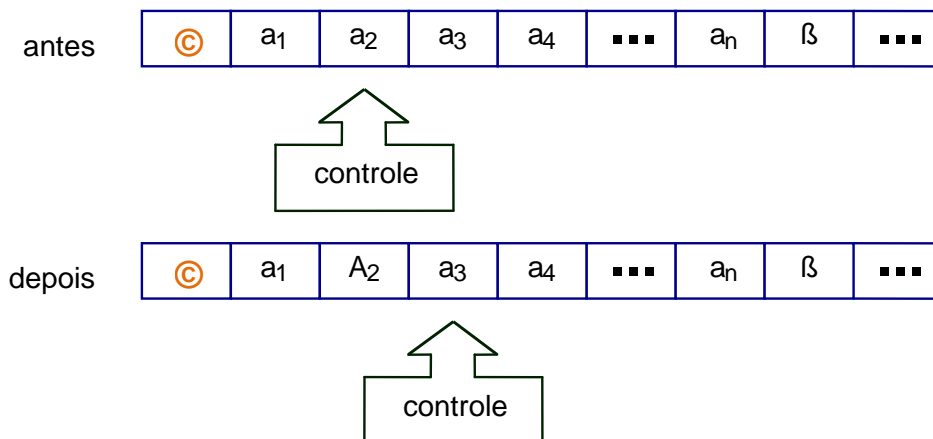 antes © a₁ a₂ a₃ a₄ ... aₙ ß ...
controle
depois © a₁ A₂ a₃ a₄ ... aₙ ß ...
controle